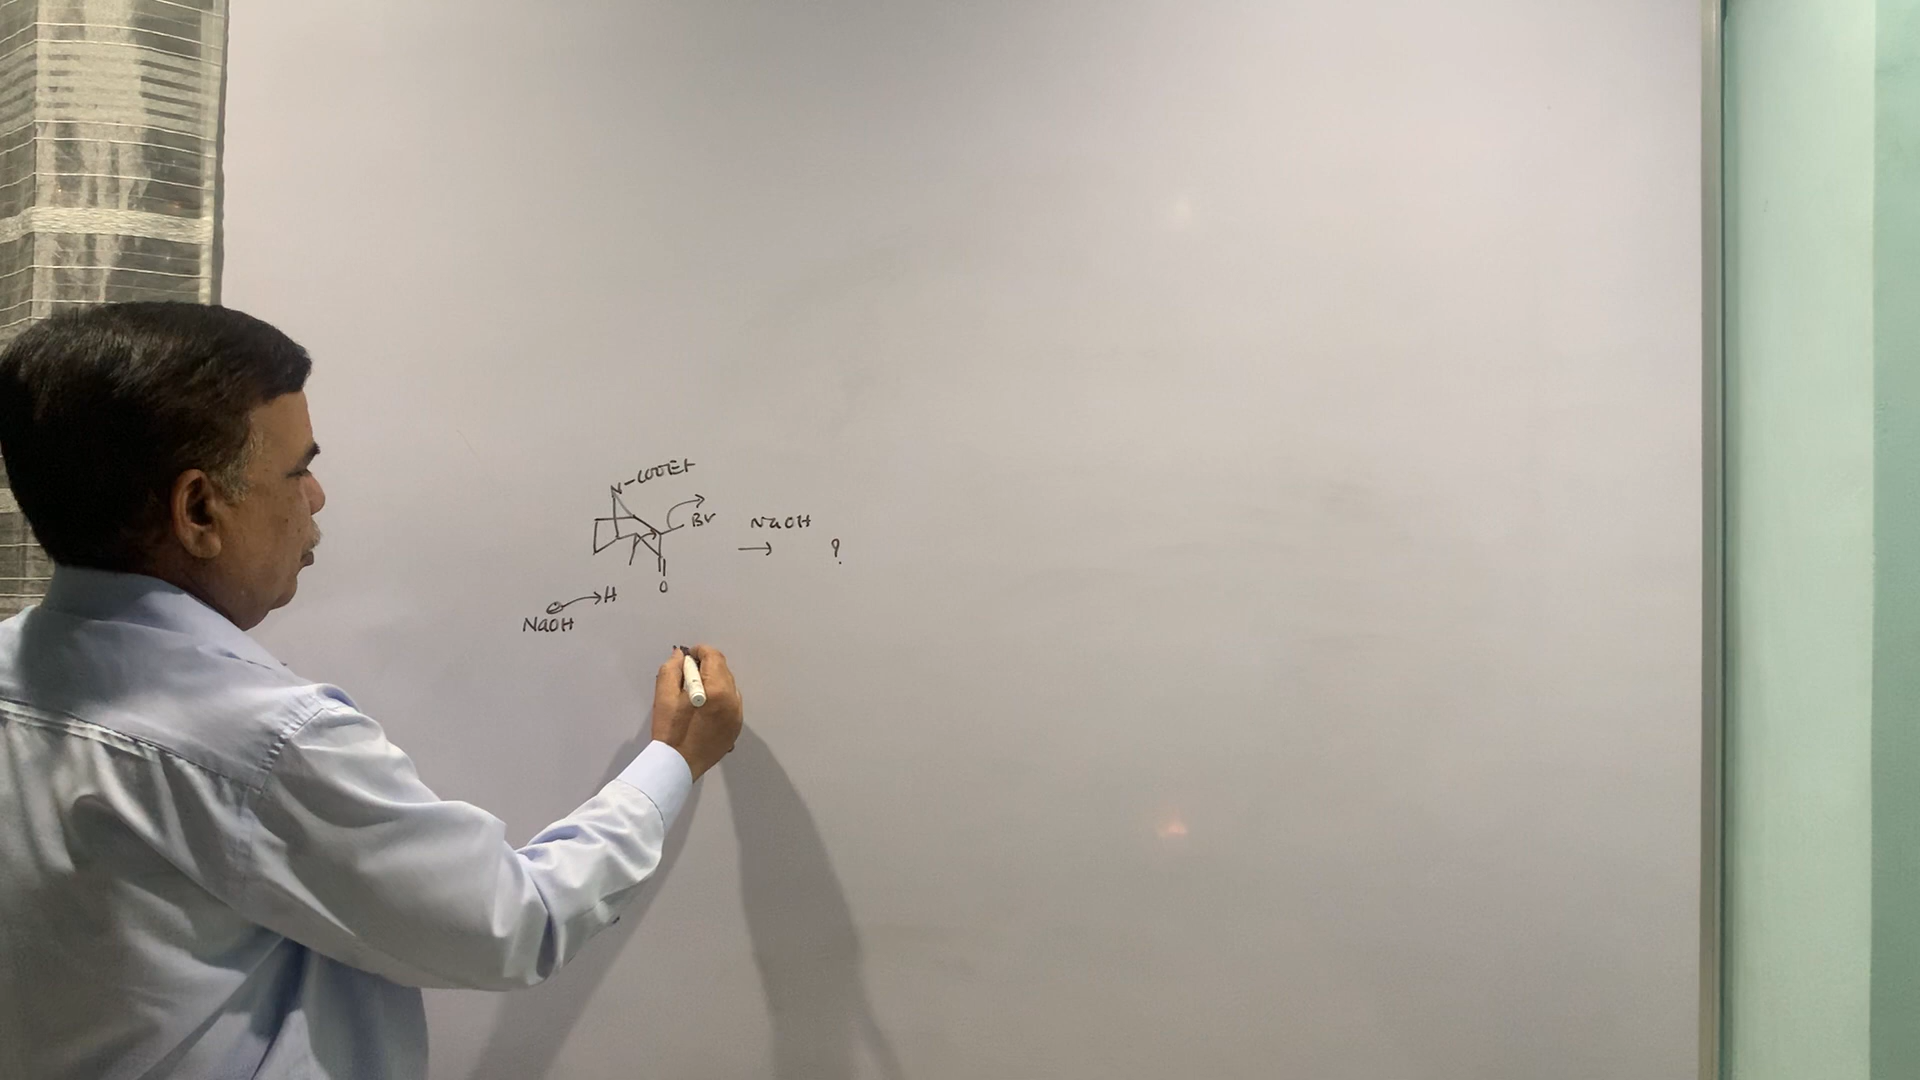 N-COOEt
Br
NaOH
→ ?
O
→H
NaOH